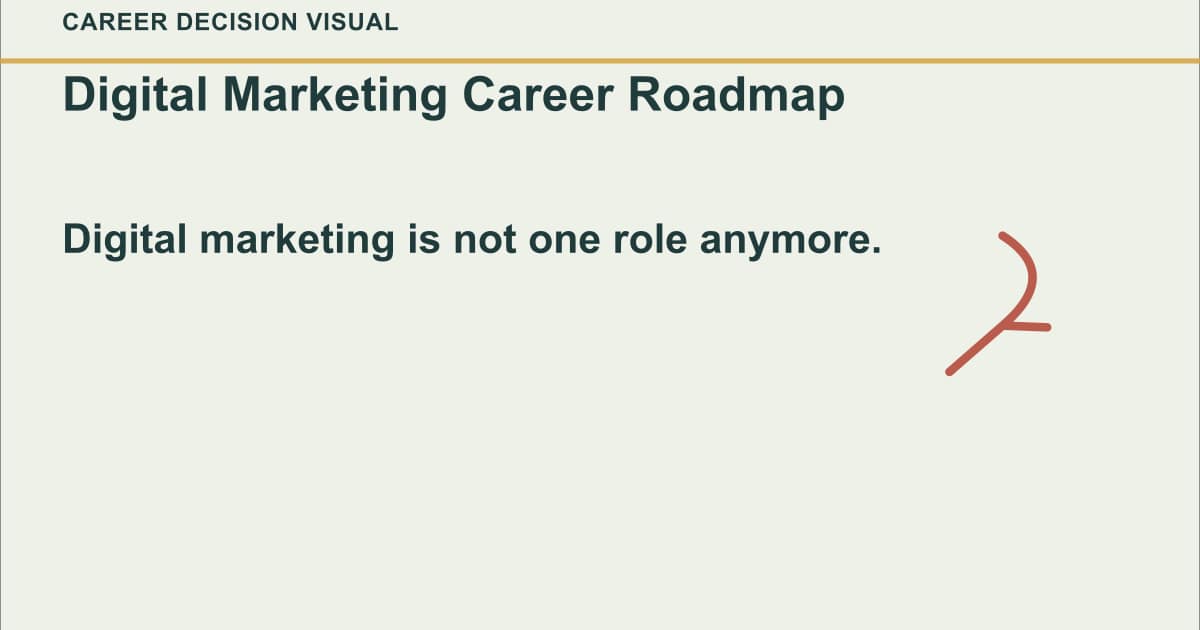 CAREER DECISION VISUAL
Digital Marketing Career Roadmap
Digital marketing is not one role anymore.